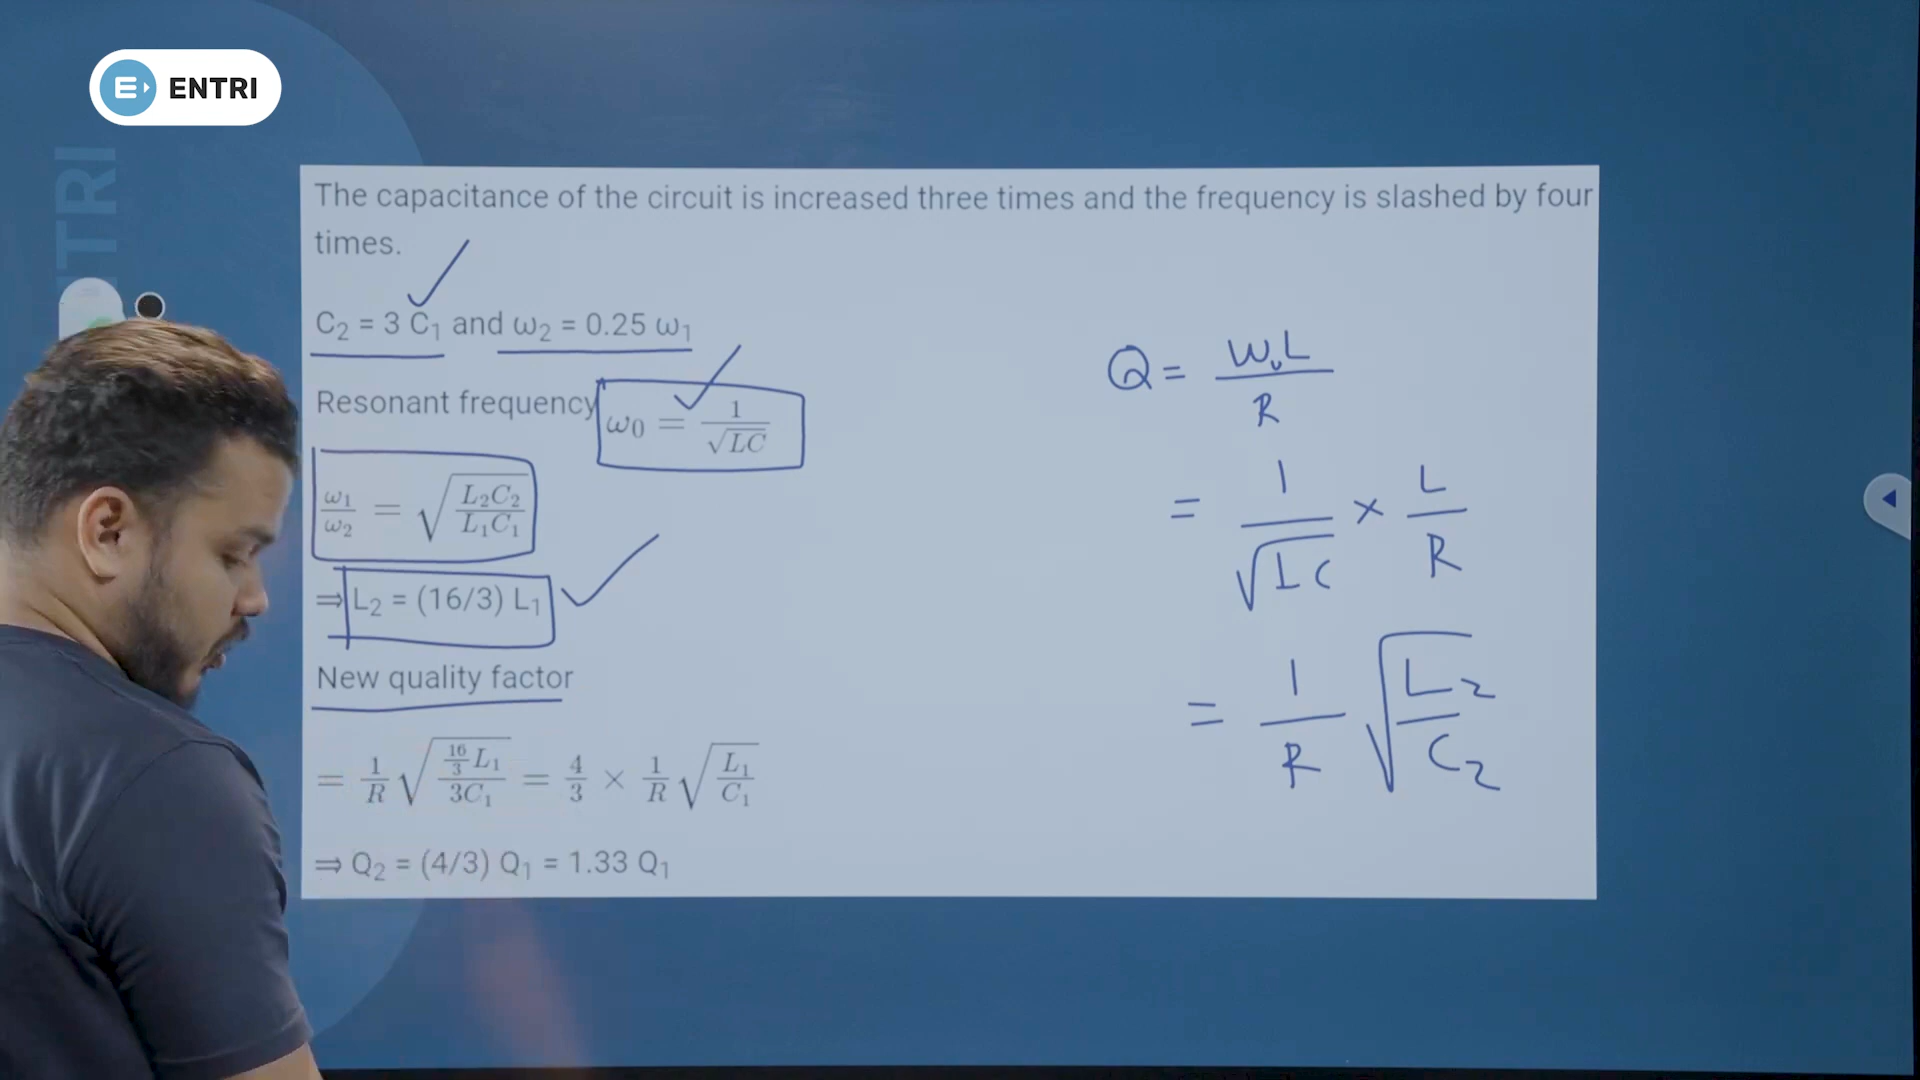 ENTRI
TRI
The capacitance of the circuit is increased three times and the frequency is slashed by four
times.
C₂ = 3 C₁ and ω₂ = 0.25 ω₁
Resonant frequency ω0 = 1/√LC
ω₁/ω₂ = √(L₂C₂/L₁C₁)
⇒ L₂ = (16/3) L₁
New quality factor
= 1/R √(16/3 L₁/3C₁) = 4/3 × 1/R √(L₁/C₁)
⇒ Q₂ = (4/3) Q₁ = 1.33 Q₁
Q = ω₀L/R
= 1/√LC × L/R
= 1/R √(L₂/C₂)